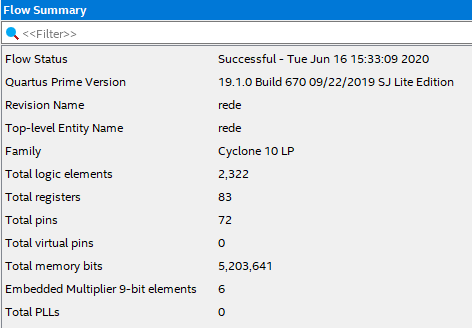 Flow Summary
<<Filter>>
Flow Status Successful - Tue Jun 16 15:33:09 2020
Quartus Prime Version 19.1.0 Build 670 09/22/2019 SJ Lite Edition
Revision Name rede
Top-level Entity Name rede
Family Cyclone 10 LP
Total logic elements 2,322
Total registers 83
Total pins 72
Total virtual pins 0
Total memory bits 5,203,641
Embedded Multiplier 9-bit elements 6
Total PLLs 0